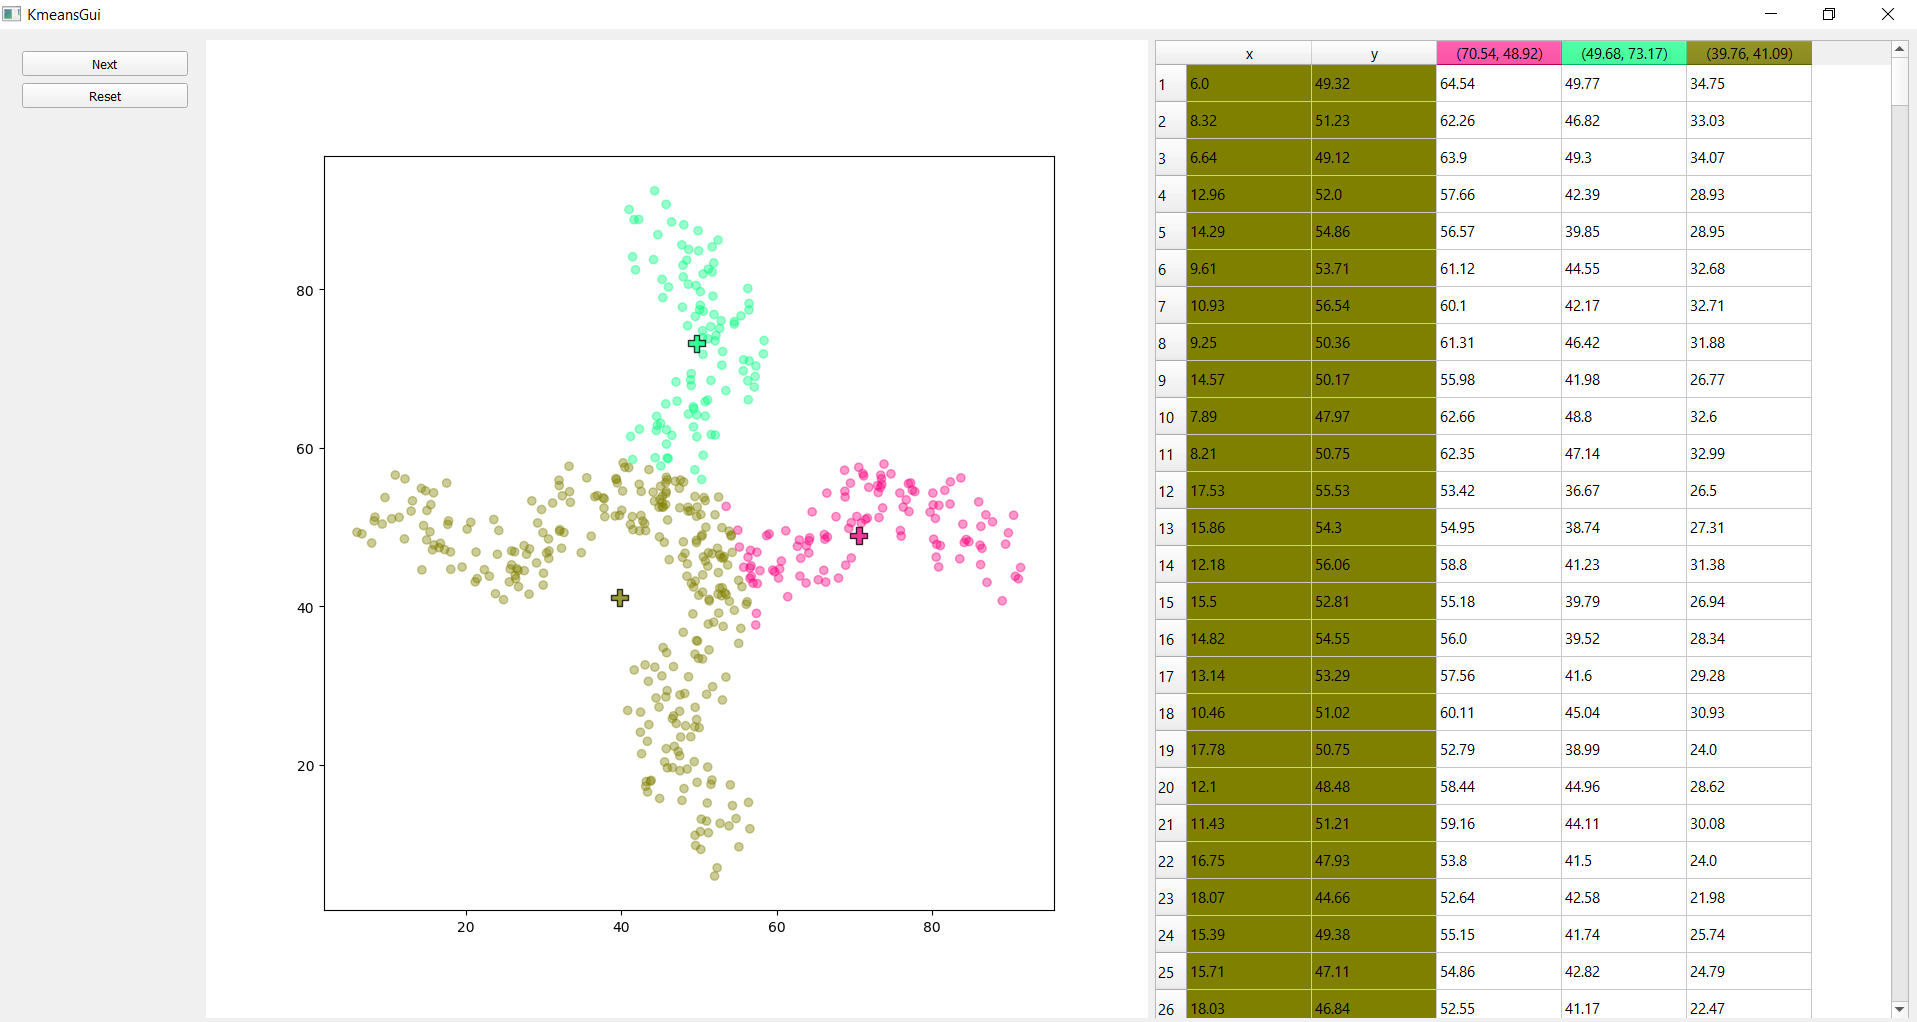 KmeansGui
Next
Reset
80
60
40
20
20 40 60 80
x y (70.54, 48.92) (49.68, 73.17) (39.76, 41.09)
1 6.0 49.32 64.54 49.77 34.75
2 8.32 51.23 62.26 46.82 33.03
3 6.64 49.12 63.9 49.3 34.07
4 12.96 52.0 57.66 42.39 28.93
5 14.29 54.86 56.57 39.85 28.95
6 9.61 53.71 61.12 44.55 32.68
7 10.93 56.54 60.1 42.17 32.71
8 9.25 50.36 61.31 46.42 31.88
9 14.57 50.17 55.98 41.98 26.77
10 7.89 47.97 62.66 48.8 32.6
11 8.21 50.75 62.35 47.14 32.99
12 17.53 55.53 53.42 36.67 26.5
13 15.86 54.3 54.95 38.74 27.31
14 12.18 56.06 58.8 41.23 31.38
15 15.5 52.81 55.18 39.79 26.94
16 14.82 54.55 56.0 39.52 28.34
17 13.14 53.29 57.56 41.6 29.28
18 10.46 51.02 60.11 45.04 30.93
19 17.78 50.75 52.79 38.99 24.0
20 12.1 48.48 58.44 44.96 28.62
21 11.43 51.21 59.16 44.11 30.08
22 16.75 47.93 53.8 41.5 24.0
23 18.07 44.66 52.64 42.58 21.98
24 15.39 49.38 55.15 41.74 25.74
25 15.71 47.11 54.86 42.82 24.79
26 18.03 46.84 52.55 41.17 22.47